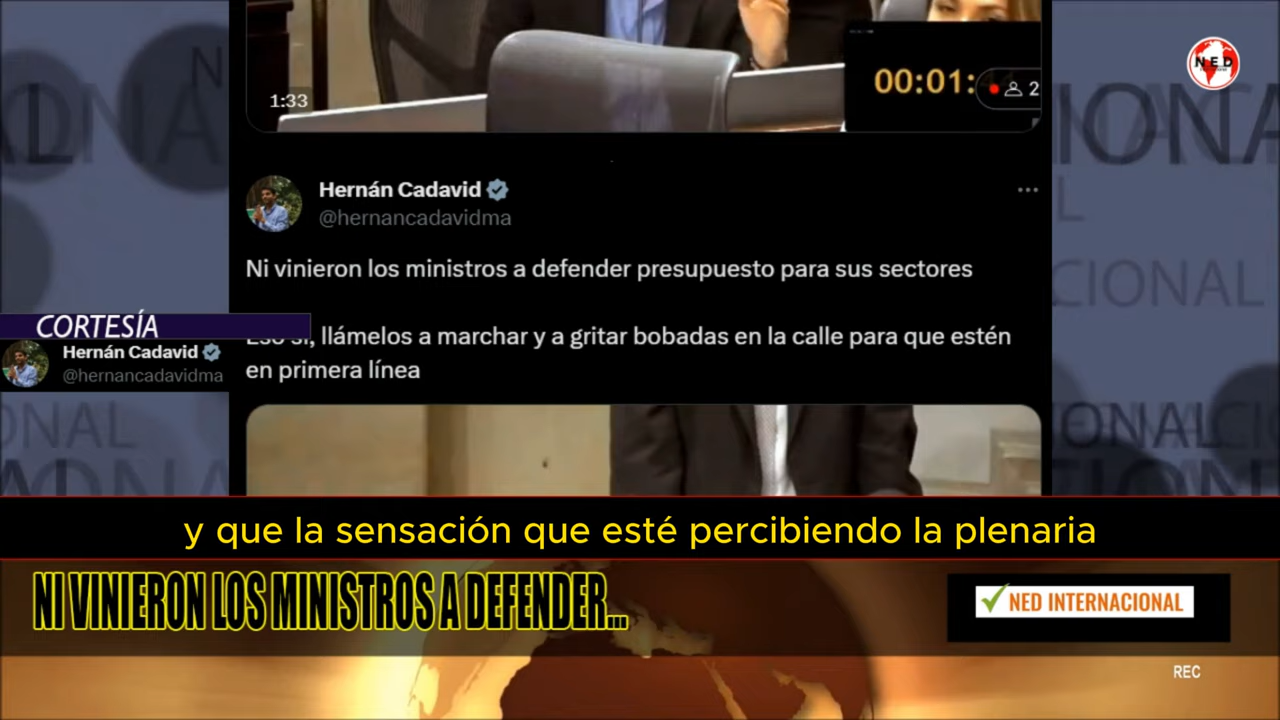 1:33
00:01:
2
NED
Hernán Cadavid
@hernancadavidma
Ni vinieron los ministros a defender presupuesto para sus sectores
Eso sí, llámelos a marchar y a gritar bobadas en la calle para que estén
en primera línea
CORTESÍA
Hernán Cadavid
@hernancadavidma
y que la sensación que esté percibiendo la plenaria
NI VINIERON LOS MINISTROS A DEFENDER...
NED INTERNACIONAL
REC